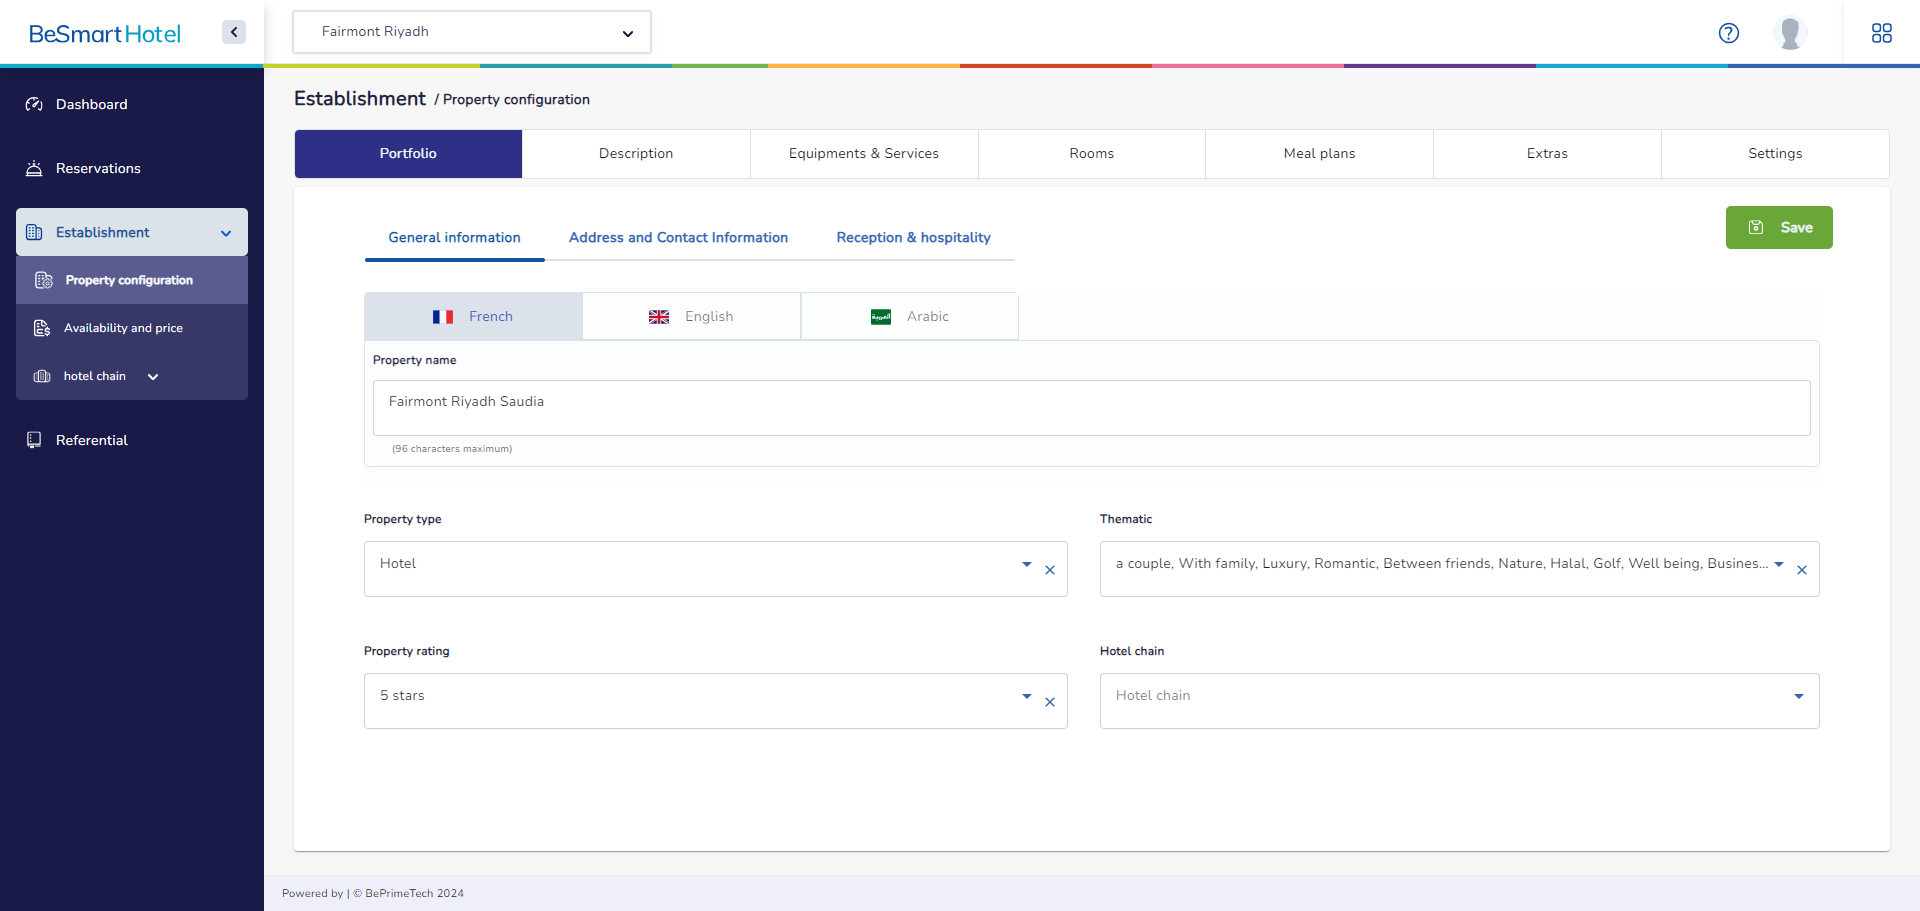 BeSmartHotel
Fairmont Riyadh
Dashboard
Reservations
Establishment
Property configuration
Availability and price
hotel chain
Referential
Establishment / Property configuration
Portfolio
Description
Equipments & Services
Rooms
Meal plans
Extras
Settings
General information
Address and Contact Information
Reception & hospitality
Save
French
English
العربية
Arabic
Property name
Fairmont Riyadh Saudia
(96 characters maximum)
Property type
Hotel
Thematic
a couple, With family, Luxury, Romantic, Between friends, Nature, Halal, Golf, Well being, Busines...
Property rating
5 stars
Hotel chain
Hotel chain
Powered by | © BePrimeTech 2024